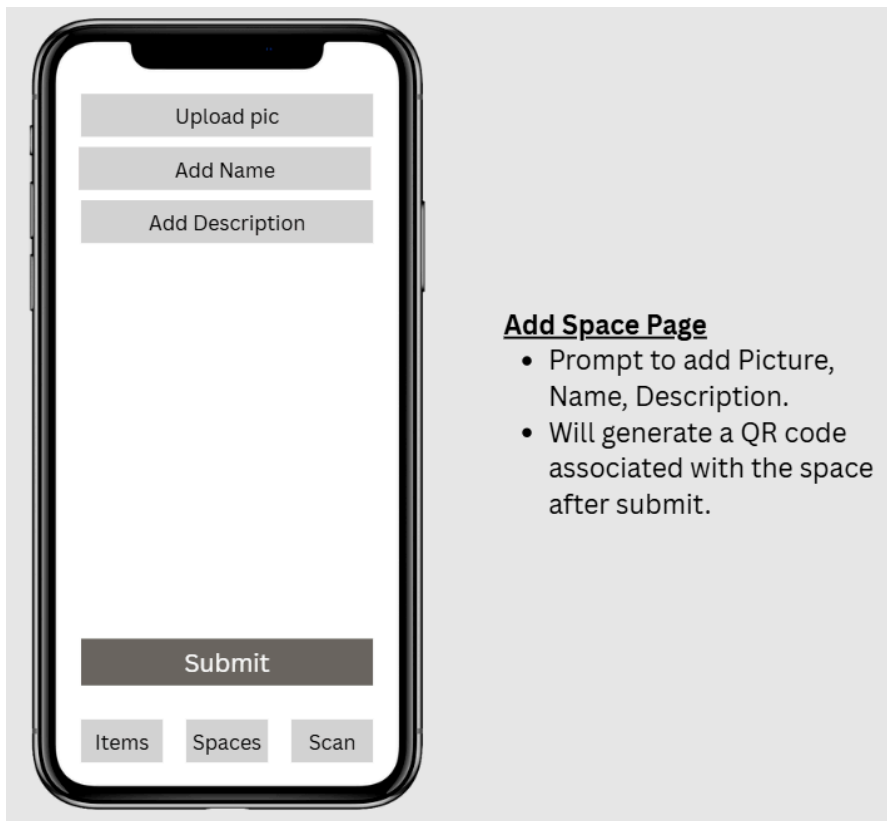 Upload pic
Add Name
Add Description
Submit
Items Spaces Scan
Add Space Page
• Prompt to add Picture,
Name, Description.
• Will generate a QR code
associated with the space
after submit.